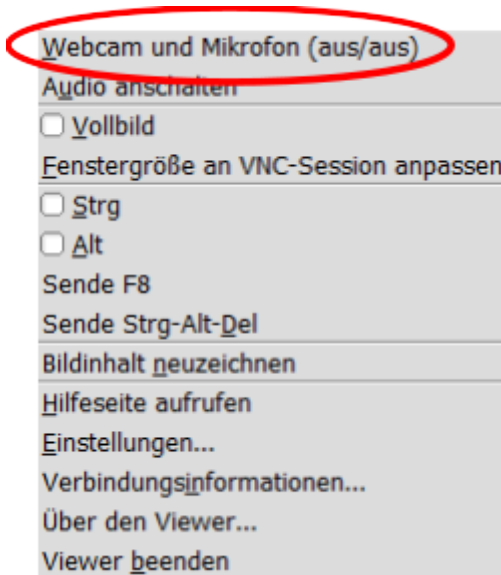 Webcam und Mikrofon (aus/aus)
Audio anschalten
Vollbild
Fenstergröße an VNC-Session anpassen
Strg
Alt
Sende F8
Sende Strg-Alt-Del
Bildinhalt neuzeichnen
Hilfeseite aufrufen
Einstellungen...
Verbindungsinformationen...
Über den Viewer...
Viewer beenden